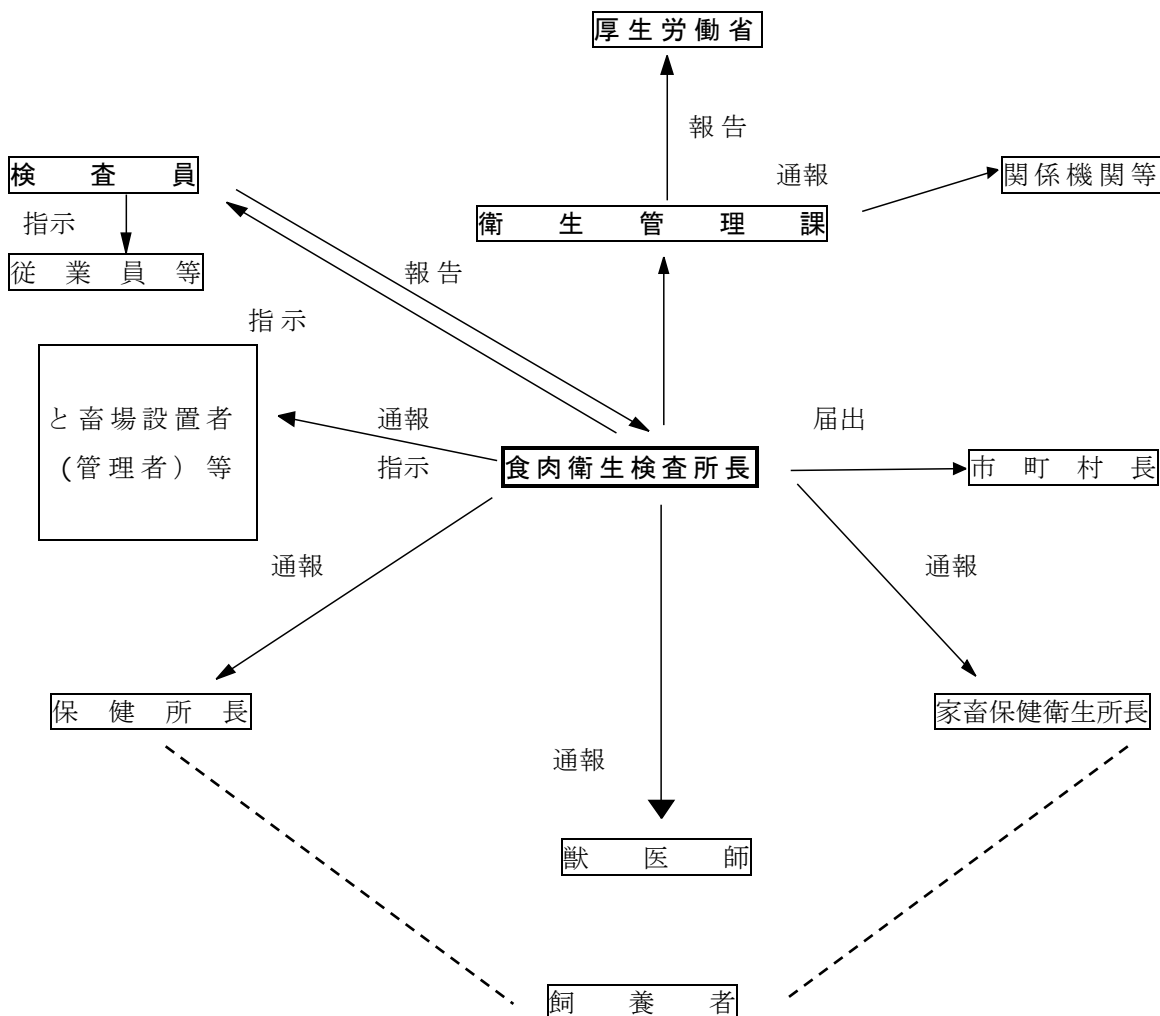 厚生労働省
報告
検査員
通報
関係機関等
指示
衛生管理課
従業員等
報告
指示
と畜場設置者
(管理者)等
通報
指示
届出
食肉衛生検査所長
市町村長
通報
通報
保健所長
家畜保健衛生所長
通報
獣医師
飼養者